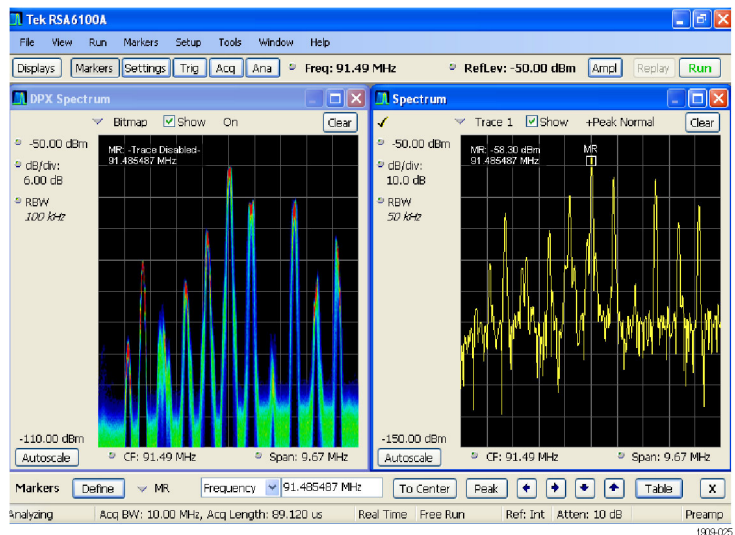 Tek RSA6100A
File View Run Markers Setup Tools Window Help
Displays Markers Settings Trig Acq Ana Freq: 91.49 MHz RefLev: -50.00 dBm Ampl Replay Run
DPX Spectrum
Bitmap Show On Clear
-50.00 dBm
dB/div:
6.00 dB
RBW
100 kHz
MR: -Trace Disabled-
91.485487 MHz
-110.00 dBm
Autoscale CF: 91.49 MHz Span: 9.67 MHz
Spectrum
Trace 1 Show +Peak Normal Clear
-50.00 dBm
dB/div:
10.0 dB
RBW
50 kHz
MR: -58.30 dBm
91.485487 MHz
MR
-150.00 dBm
Autoscale CF: 91.49 MHz Span: 9.67 MHz
Markers Define MR Frequency 91.485487 MHz To Center Peak Table X
Analyzing Acq BW: 10.00 MHz, Acq Length: 89.120 us Real Time Free Run Ref: Int Atten: 10 dB Preamp
1909-025